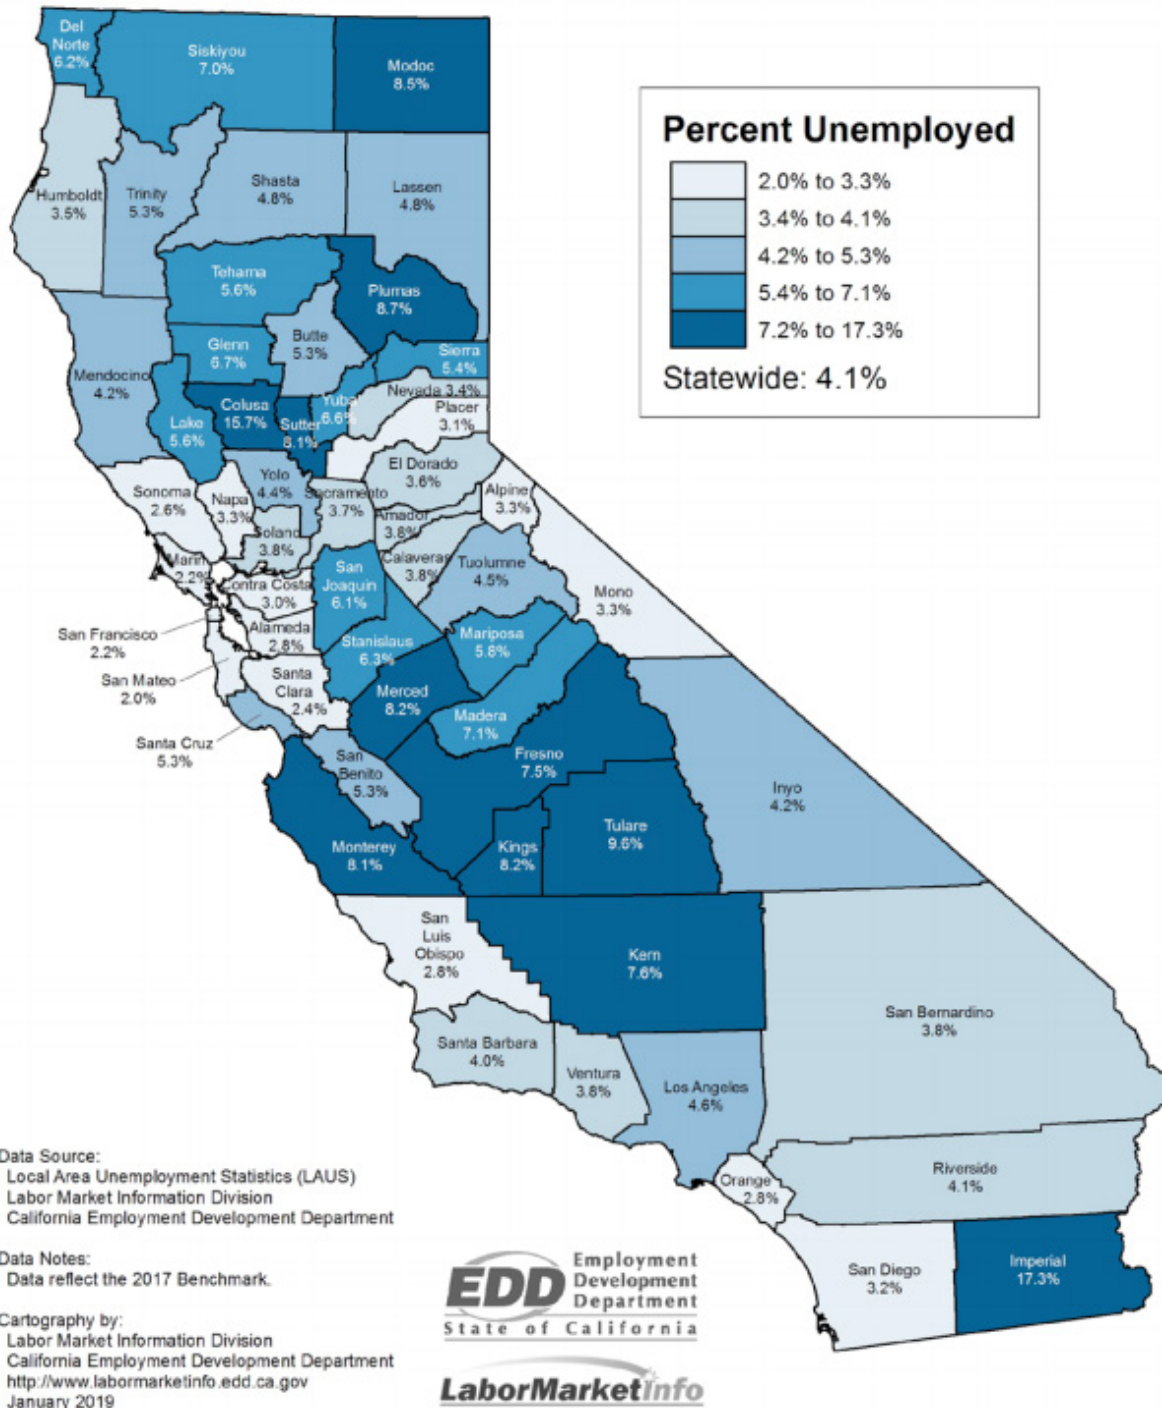 Del
Norte
6.2%
Siskiyou
7.0%
Modoc
8.5%
Percent Unemployed
2.0% to 3.3%
3.4% to 4.1%
4.2% to 5.3%
5.4% to 7.1%
7.2% to 17.3%
Statewide: 4.1%
Humboldt
3.5%
Trinity
5.3%
Shasta
4.8%
Lassen
4.8%
Tehama
5.6%
Plumas
8.7%
Butte
5.3%
Glenn
6.7%
Sierra
5.4%
Mendocino
4.2%
Nevada 3.4%
Lake
5.6%
Colusa
15.7%
Sutter
8.1%
Yuba
6.6%
Placer
3.1%
El Dorado
3.6%
Sonoma
2.6%
Napa
3.3%
Yolo
4.4%
Sacramento
3.7%
Alpine
3.3%
Amador
3.8%
Solano
3.8%
Marin
2.2%
Calaveras
3.8%
Tuolumne
4.5%
Contra Costa
3.0%
San
Joaquin
6.1%
Mono
3.3%
San Francisco
2.2%
Alameda
2.8%
Stanislaus
6.3%
Mariposa
5.8%
San Mateo
2.0%
Santa
Clara
2.4%
Merced
8.2%
Madera
7.1%
Santa Cruz
5.3%
San
Benito
5.3%
Fresno
7.5%
Inyo
4.2%
Monterey
8.1%
Kings
8.2%
Tulare
9.6%
San
Luis
Obispo
2.8%
Kern
7.6%
San Bernardino
3.8%
Santa Barbara
4.0%
Ventura
3.8%
Los Angeles
4.6%
Orange
2.8%
Riverside
4.1%
San Diego
3.2%
Imperial
17.3%
Data Source:
Local Area Unemployment Statistics (LAUS)
Labor Market Information Division
California Employment Development Department
Data Notes:
Data reflect the 2017 Benchmark.
Cartography by:
Labor Market Information Division
California Employment Development Department
http://www.labormarketinfo.edd.ca.gov
January 2019
EDD
Employment
Development
Department
State of California
LaborMarketInfo